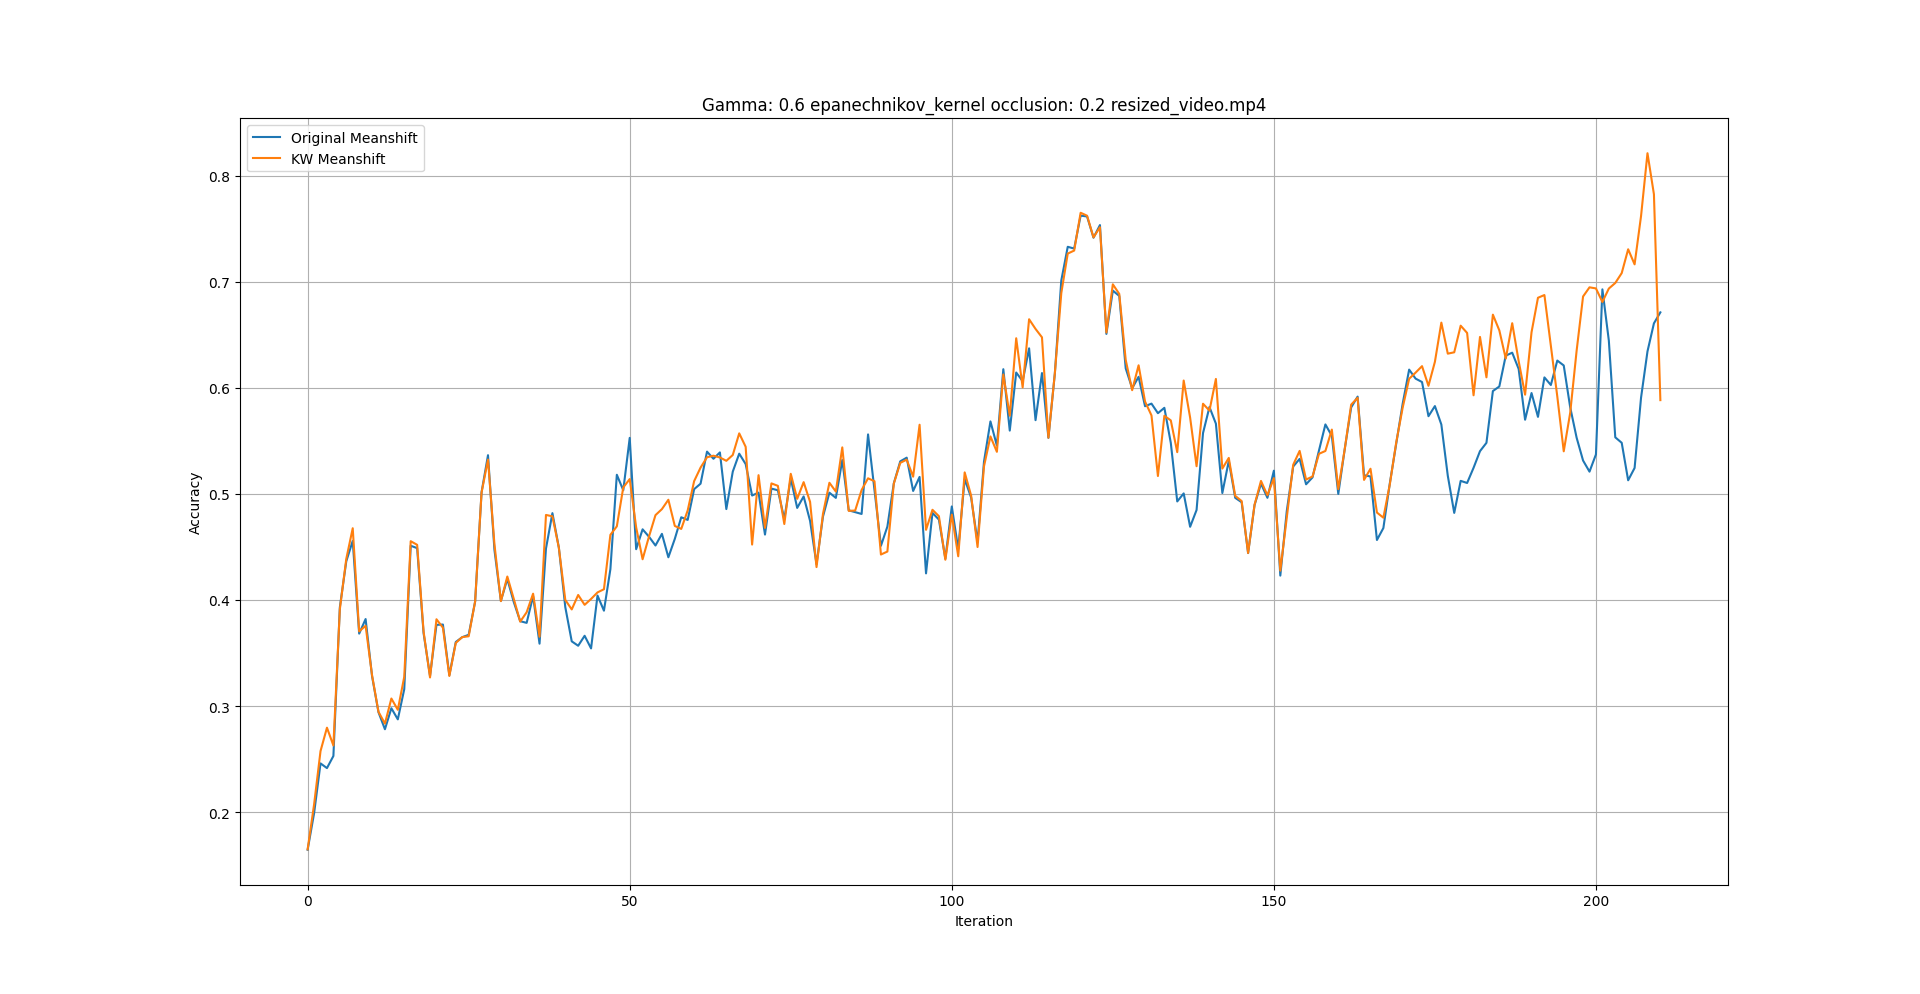 Gamma: 0.6 epanechnikov_kernel occlusion: 0.2 resized_video.mp4
Original Meanshift
KW Meanshift
0.8
0.7
0.6
0.5
0.4
0.3
0.2
Accuracy
0 50 100 150 200
Iteration